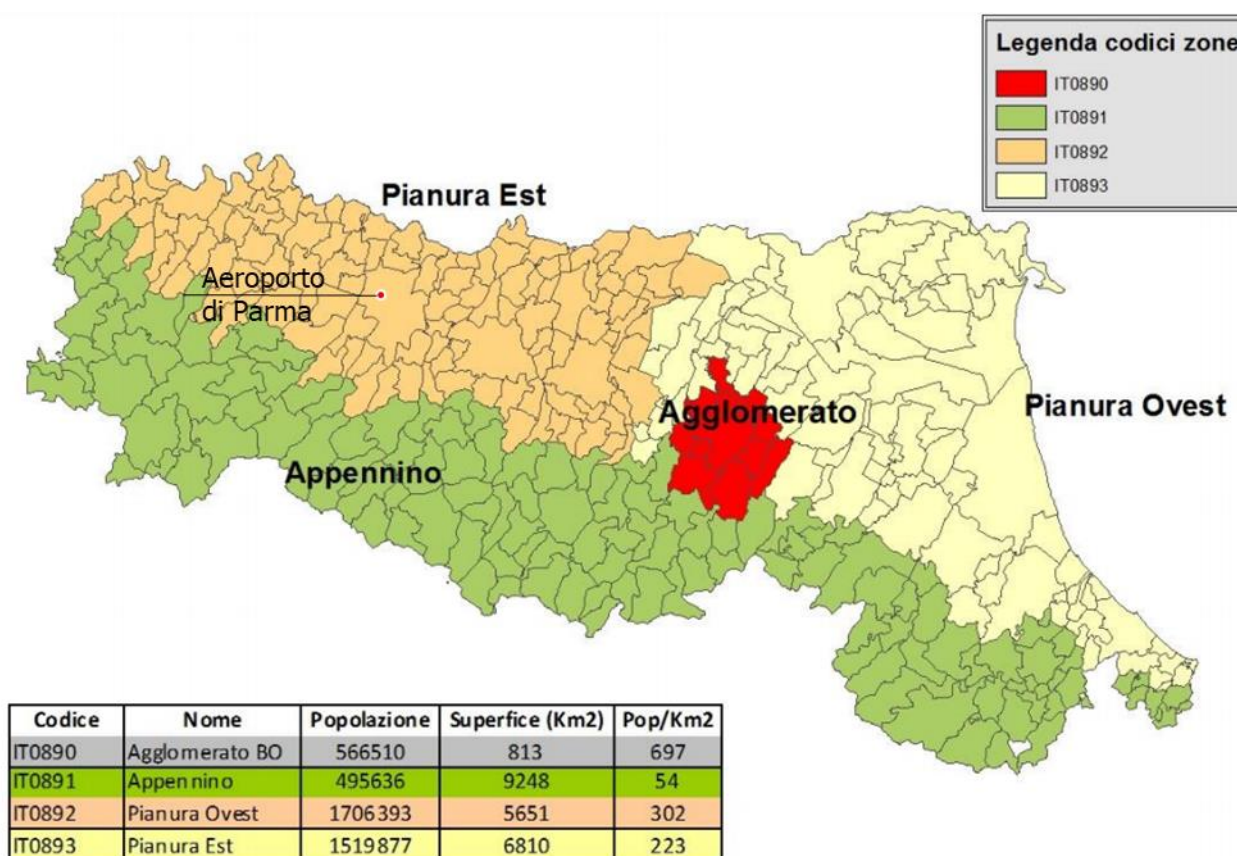 Legenda codici zone
IT0890
IT0891
IT0892
IT0893
Pianura Est
Aeroporto
di Parma
Agglomerato
Pianura Ovest
Appennino
Codice Nome Popolazione Superfice (Km2) Pop/Km2
IT0890 Agglomerato BO 566510 813 697
IT0891 Appennino 495636 9248 54
IT0892 Pianura Ovest 1706393 5651 302
IT0893 Pianura Est 1519877 6810 223